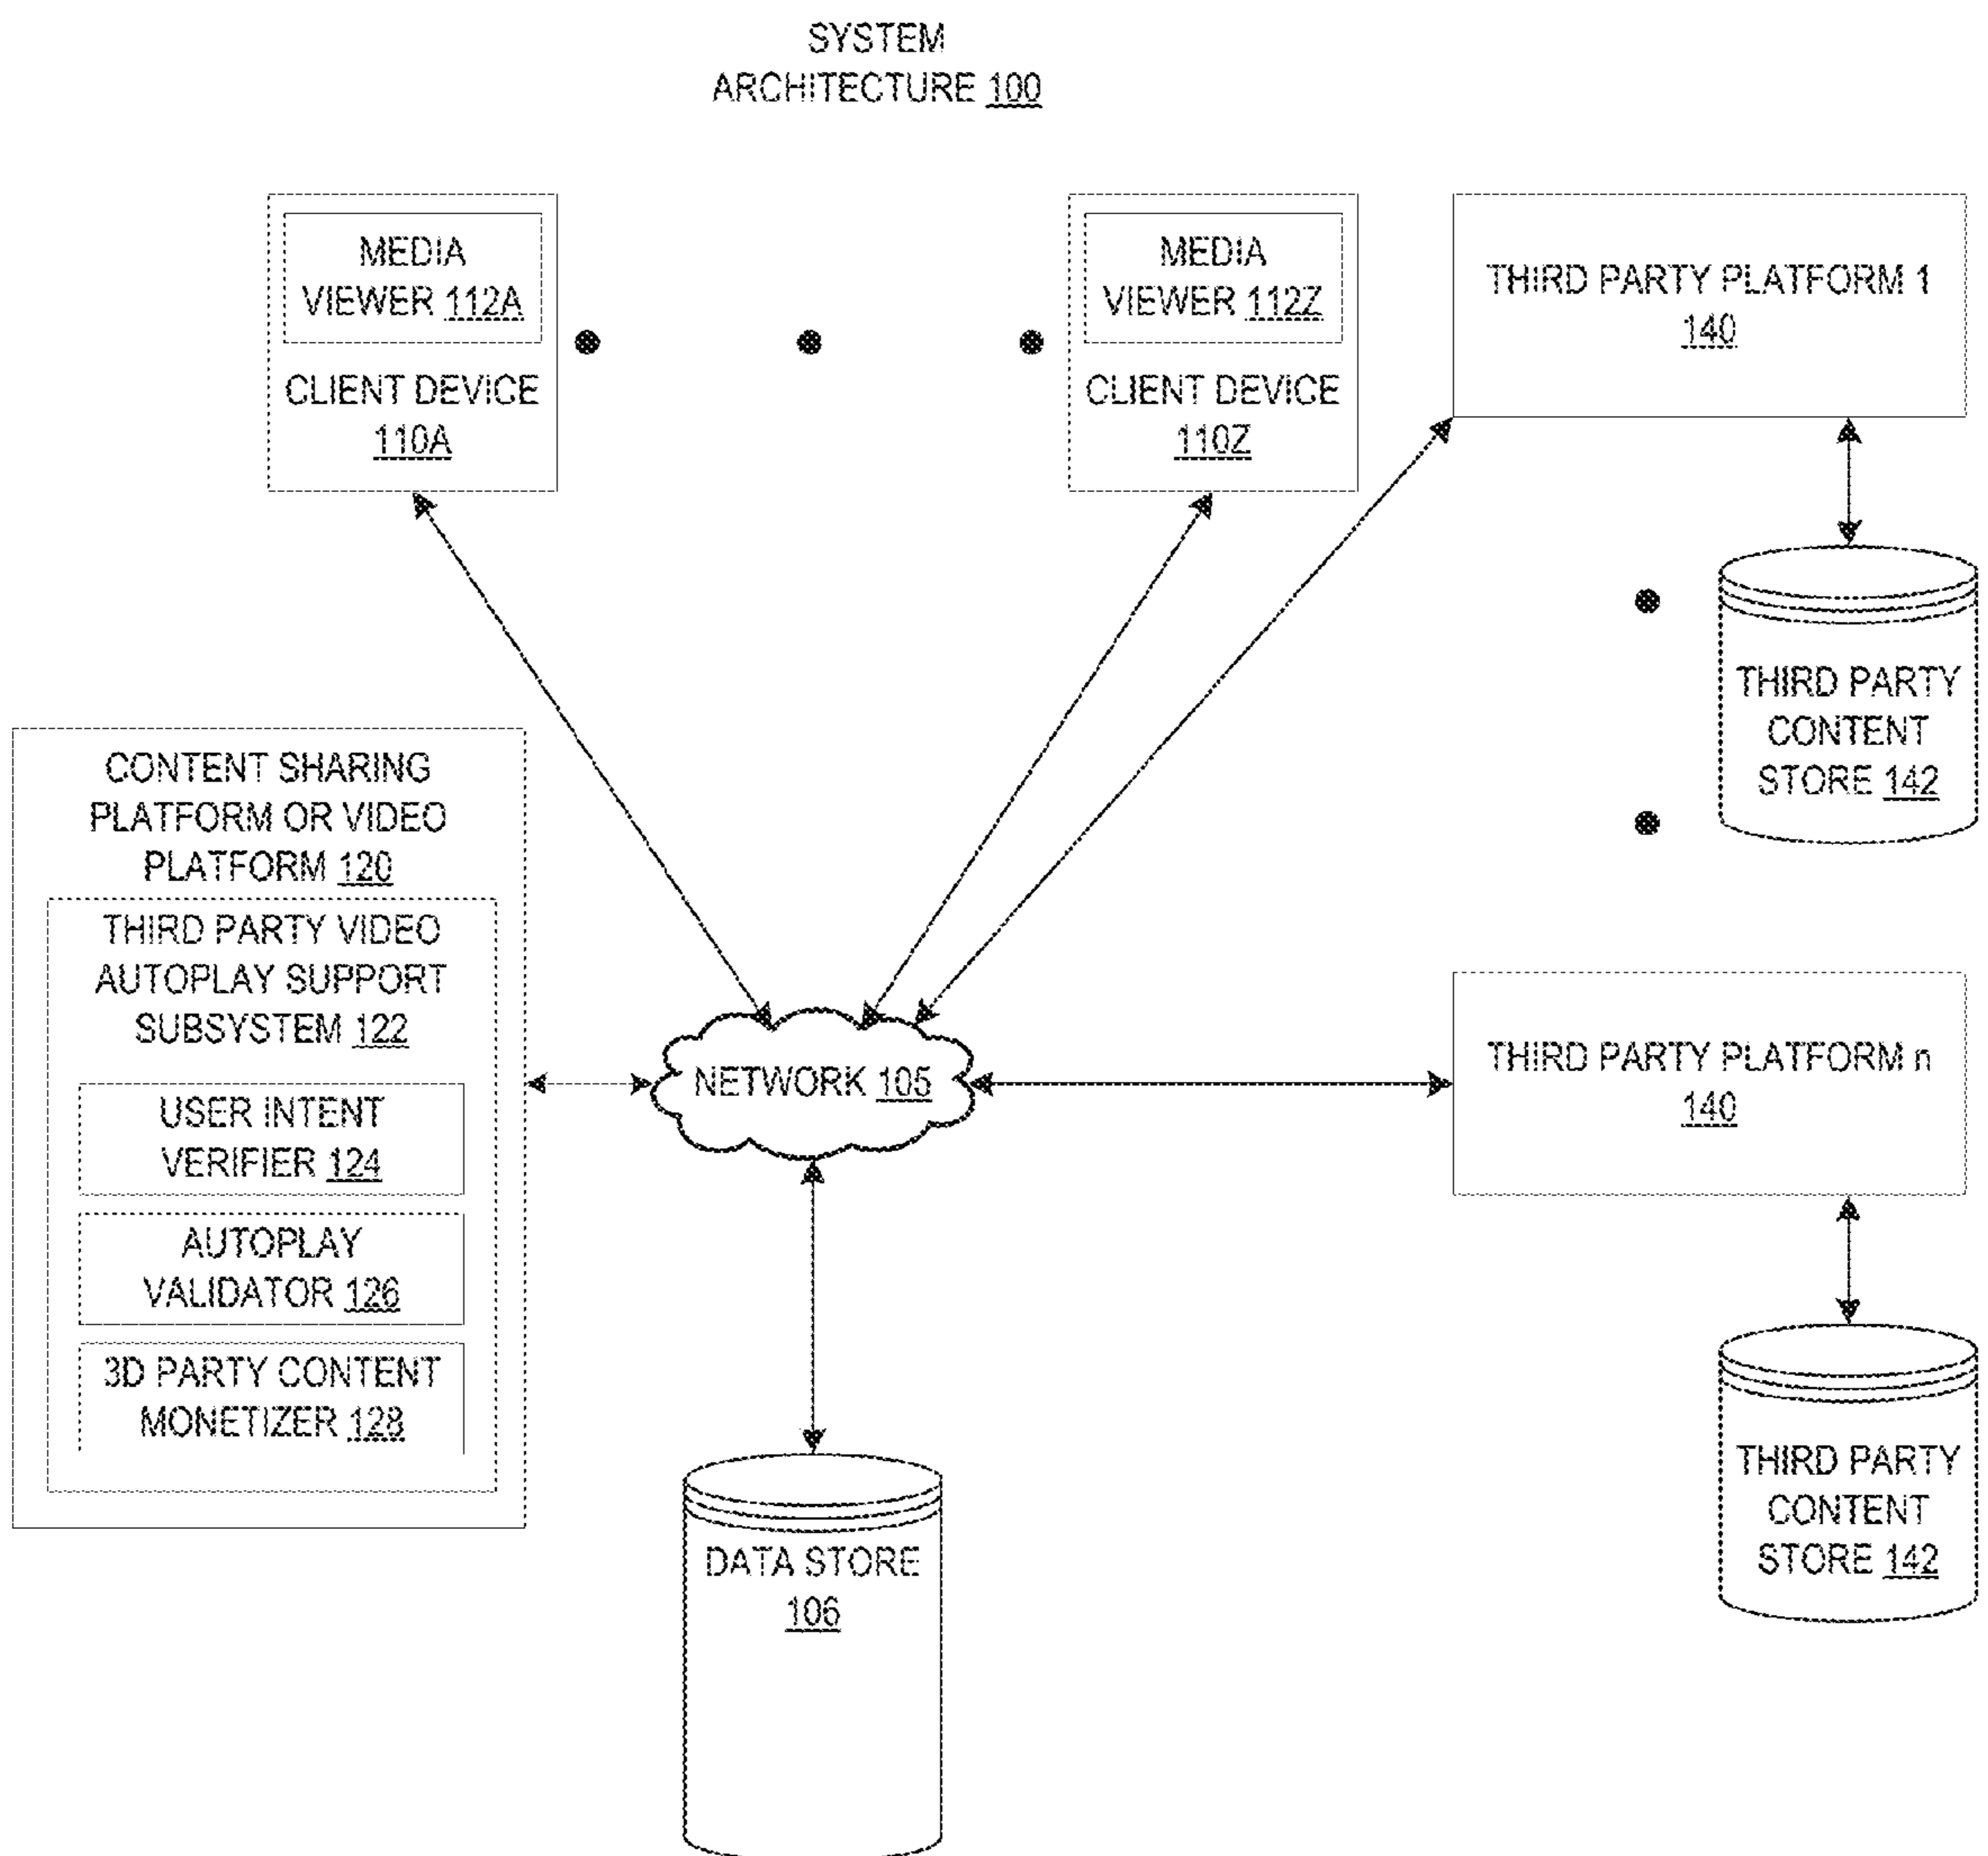 SYSTEM
ARCHITECTURE 100
MEDIA
VIEWER 112A
CLIENT DEVICE
110A
MEDIA
VIEWER 112Z
CLIENT DEVICE
110Z
THIRD PARTY PLATFORM 1
140
THIRD PARTY
CONTENT
STORE 142
CONTENT SHARING
PLATFORM OR VIDEO
PLATFORM 120
THIRD PARTY VIDEO
AUTOPLAY SUPPORT
SUBSYSTEM 122
USER INTENT
VERIFIER 124
AUTOPLAY
VALIDATOR 126
3D PARTY CONTENT
MONETIZER 128
NETWORK 105
THIRD PARTY PLATFORM n
140
THIRD PARTY
CONTENT
STORE 142
DATA STORE
106